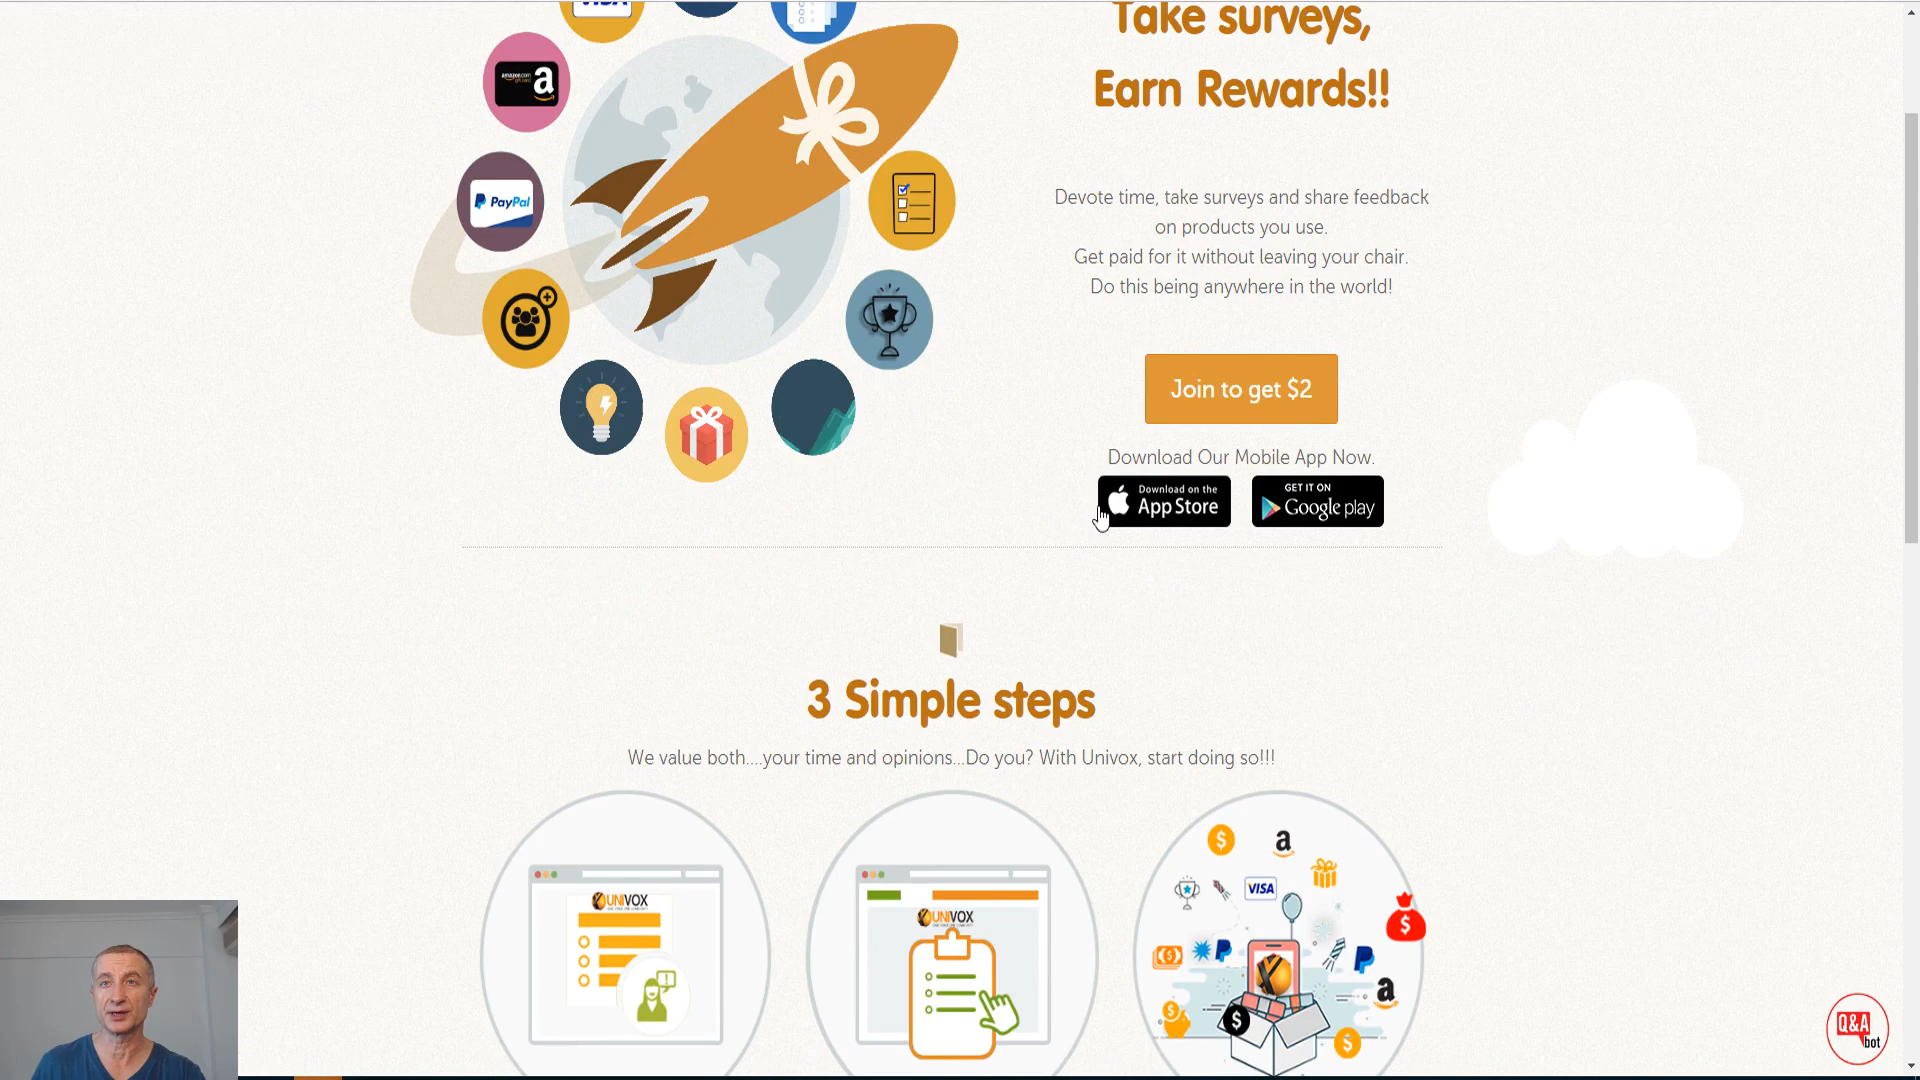 VISA
Take surveys,
Earn Rewards!!
amazon.com
a
PayPal
Devote time, take surveys and share feedback
on products you use.
Get paid for it without leaving your chair.
Do this being anywhere in the world!
Join to get $2
Download Our Mobile App Now.
Download on the
App Store
GET IT ON
Google play
3 Simple steps
We value both....your time and opinions...Do you? With Univox, start doing so!!!
UNIVOX
UNIVOX
$
a
VISA
$
$
a
$
$
$
Q&A
bot